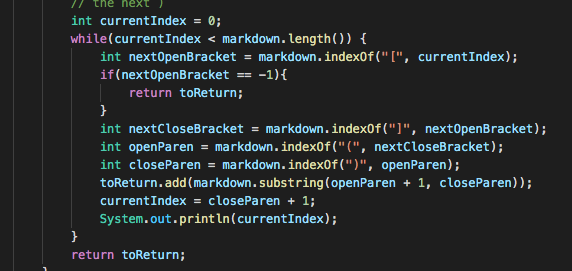 // the next )
int currentIndex = 0;
while(currentIndex < markdown.length()) {
int nextOpenBracket = markdown.indexOf("[", currentIndex);
if(nextOpenBracket == -1){
return toReturn;
}
int nextCloseBracket = markdown.indexOf("]", nextOpenBracket);
int openParen = markdown.indexOf("(", nextCloseBracket);
int closeParen = markdown.indexOf(")", openParen);
toReturn.add(markdown.substring(openParen + 1, closeParen));
currentIndex = closeParen + 1;
System.out.println(currentIndex);
}
return toReturn;
}